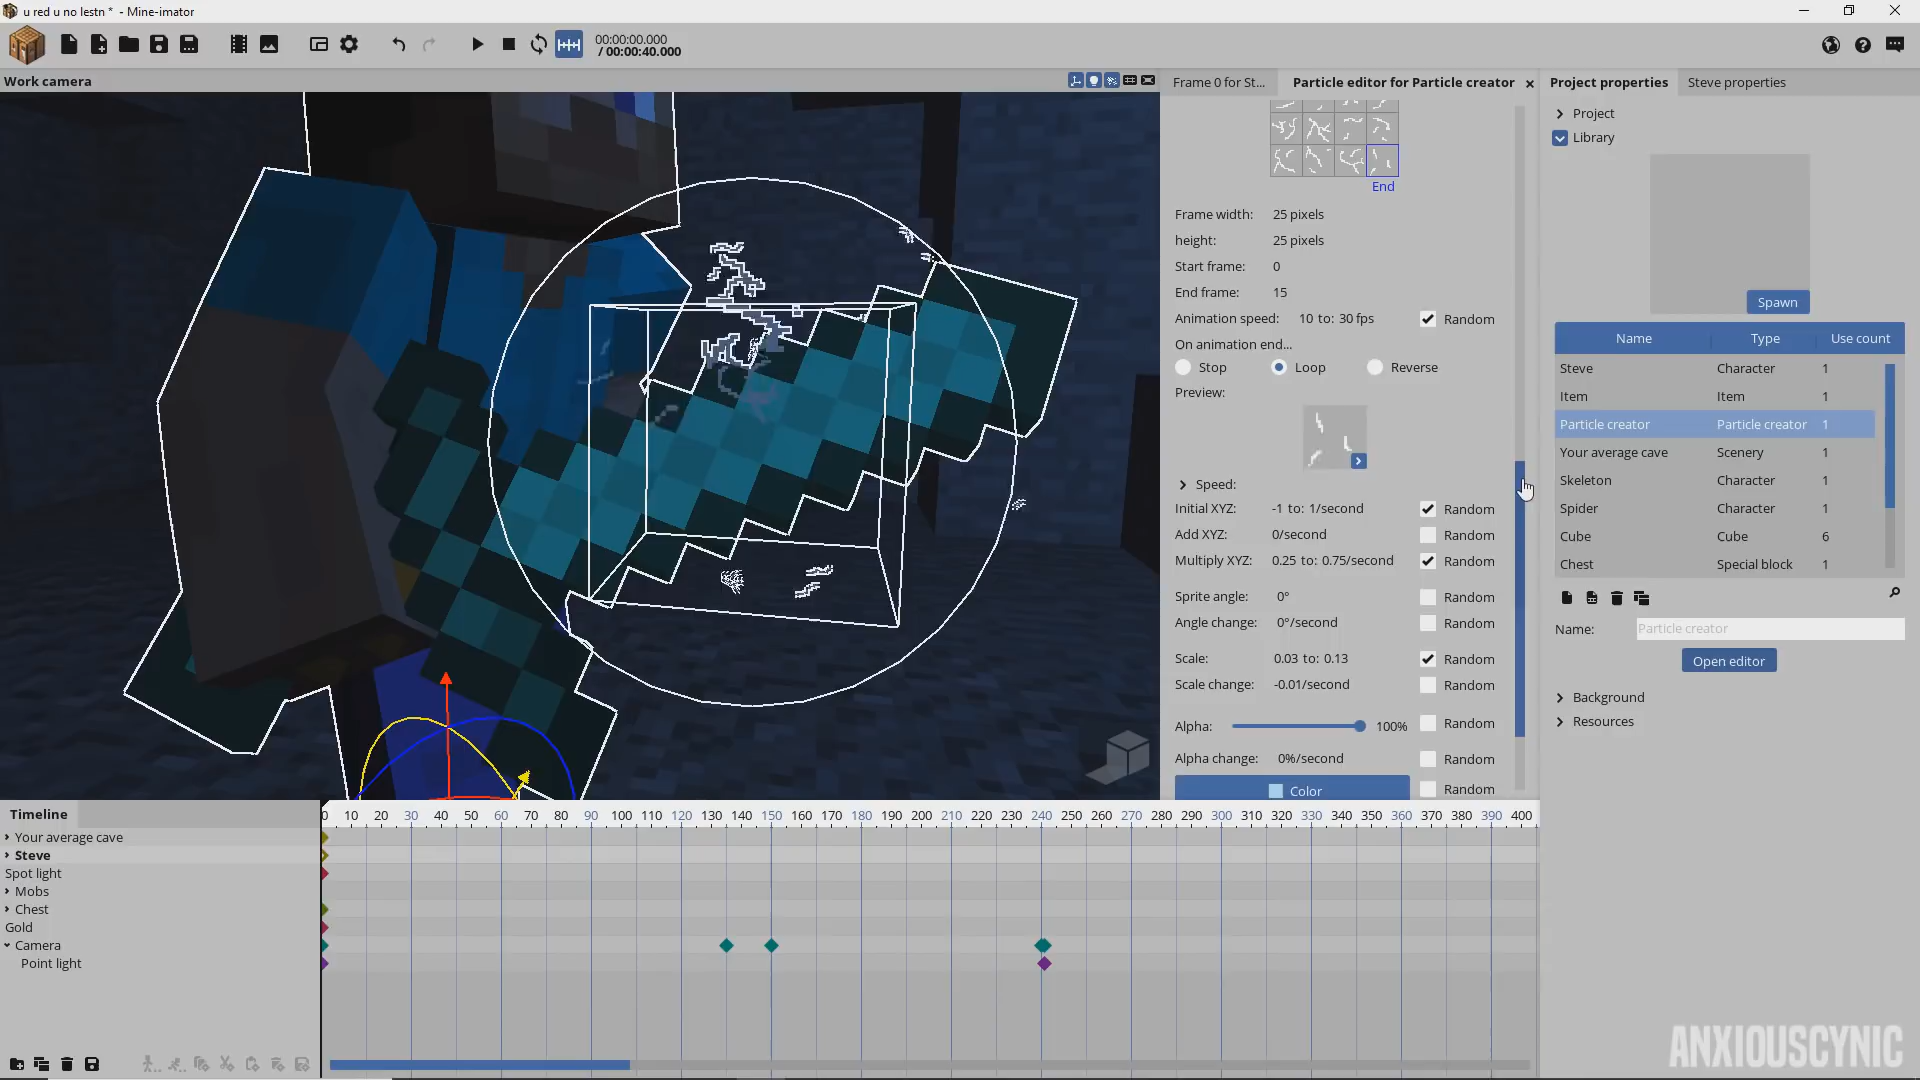 u red u no lestn * - Mine-imator
00:00:00.000
/ 00:00:40.000
Work camera
Frame 0 for St...
Particle editor for Particle creator
Project properties
Steve properties
End
Frame width: 25 pixels
height: 25 pixels
Start frame: 0
End frame: 15
Animation speed: 10 to: 30 fps Random
On animation end...
Stop Loop Reverse
Preview:
Speed:
Initial XYZ: -1 to: 1/second Random
Add XYZ: 0/second Random
Multiply XYZ: 0.25 to: 0.75/second Random
Sprite angle: 0° Random
Angle change: 0°/second Random
Scale: 0.03 to: 0.13 Random
Scale change: -0.01/second Random
Alpha: 100% Random
Alpha change: 0%/second Random
Color Random
Project
Library
Spawn
Name Type Use count
Steve Character 1
Item Item 1
Particle creator Particle creator 1
Your average cave Scenery 1
Skeleton Character 1
Spider Character 1
Cube Cube 6
Chest Special block 1
Name: Particle creator
Open editor
Background
Resources
Timeline
0 10 20 30 40 50 60 70 80 90 100 110 120 130 140 150 160 170 180 190 200 210 220 230 240 250 260 270 280 290 300 310 320 330 340 350 360 370 380 390 400
Your average cave
Steve
Spot light
Mobs
Chest
Gold
Camera
Point light
ANXIOUSCYNIC